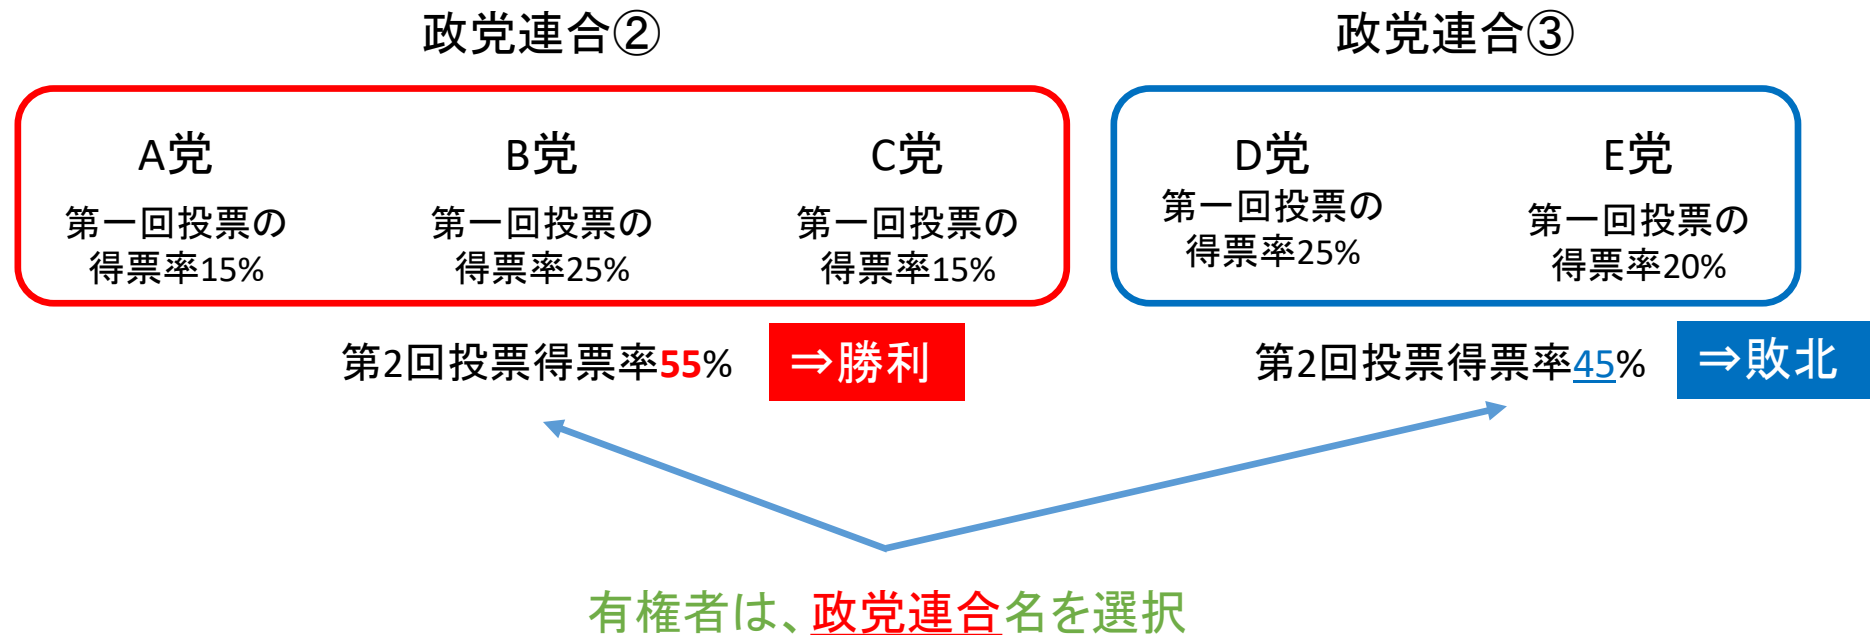 政党連合②
政党連合③
A党
B党
C党
D党
E党
第一回投票の
得票率15%
第一回投票の
得票率25%
第一回投票の
得票率15%
第一回投票の
得票率25%
第一回投票の
得票率20%
第2回投票得票率55%
⇒勝利
第2回投票得票率45%
⇒敗北
有権者は、政党連合名を選択